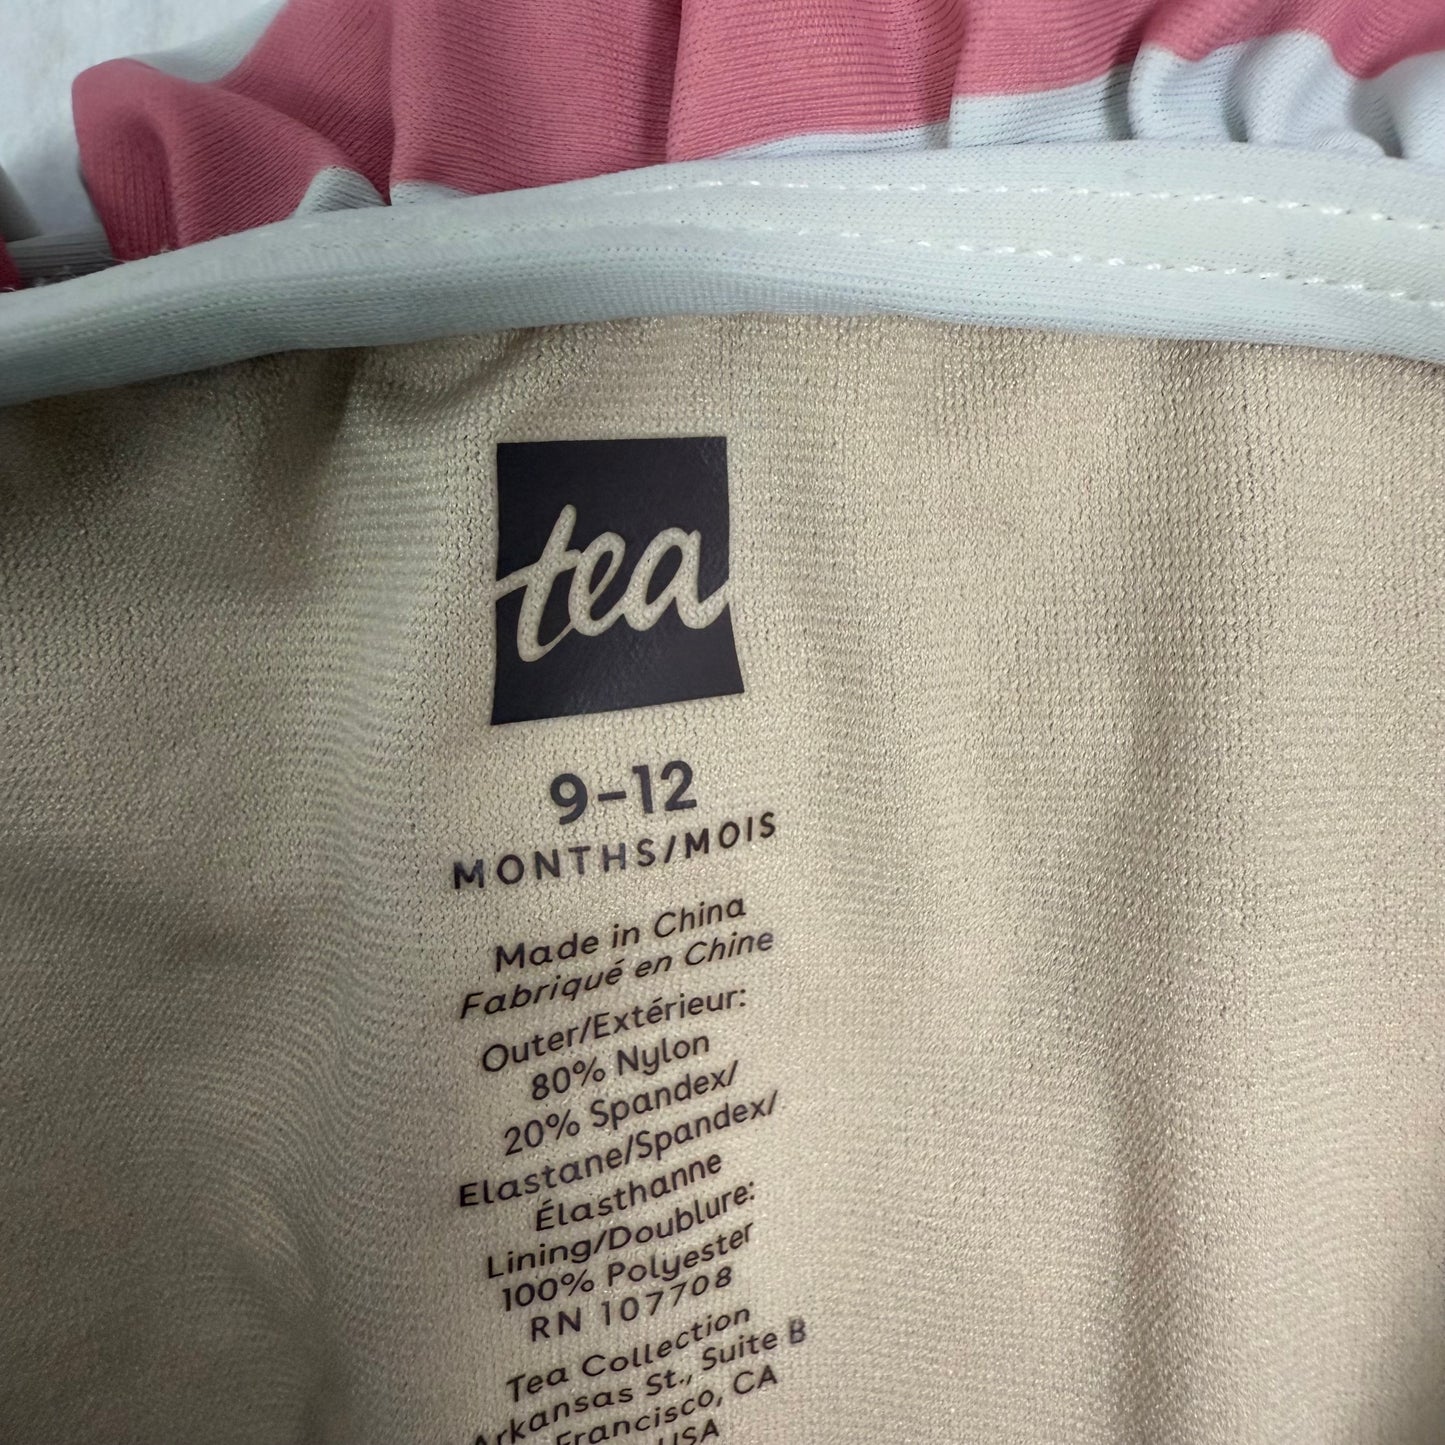 tea
9-12
MONTHS/MOIS
Made in China
Fabriqué en Chine
Outer/Extérieur:
80% Nylon
20% Spandex/
Elastane/Spandex/
Élasthanne
Lining/Doublure:
100% Polyester
RN 107708
Tea Collection
Arkansas St., Suite B
Francisco, CA
USA